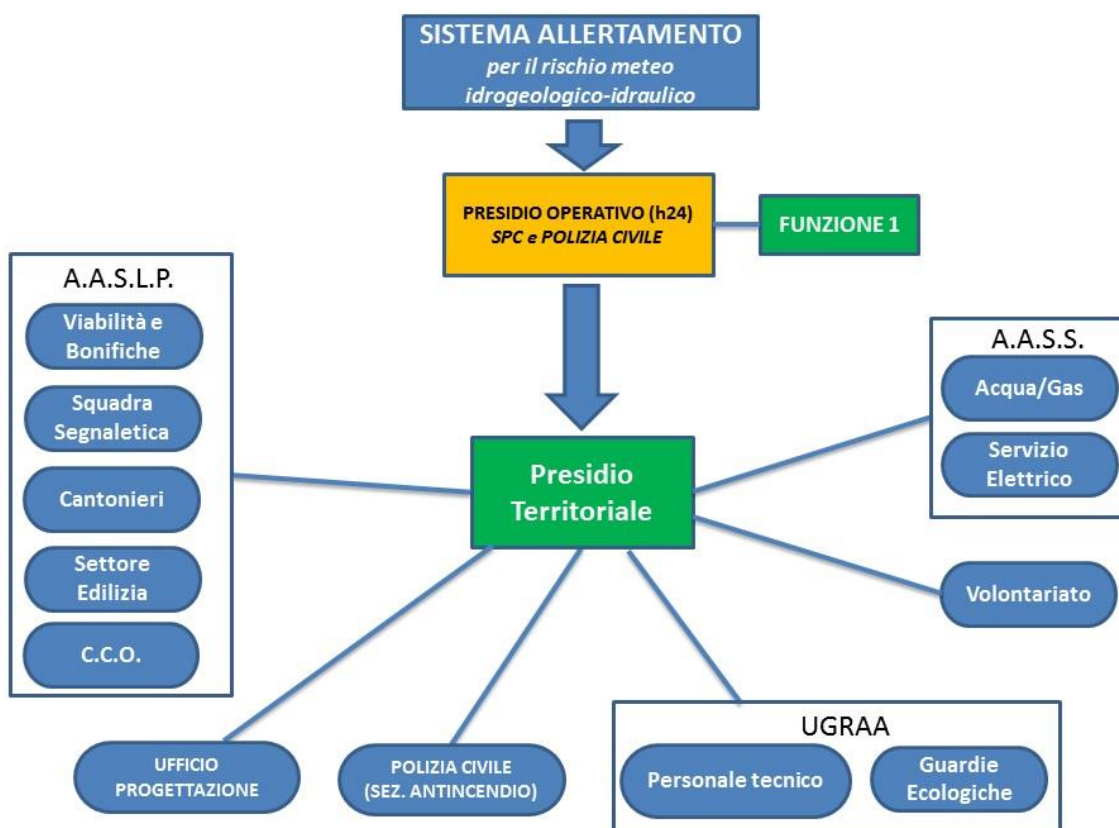 SISTEMA ALLERTAMENTO
per il rischio meteo
idrogeologico-idraulico
PRESIDIO OPERATIVO (h24)
SPC e POLIZIA CIVILE
FUNZIONE 1
A.A.S.L.P.
Viabilità e
Bonifiche
Squadra
Segnaletica
Cantonieri
Settore
Edilizia
C.C.O.
Presidio
Territoriale
A.A.S.S.
Acqua/Gas
Servizio
Elettrico
Volontariato
UFFICIO
PROGETTAZIONE
POLIZIA CIVILE
(SEZ. ANTINCENDIO)
UGRAA
Personale tecnico
Guardie
Ecologiche